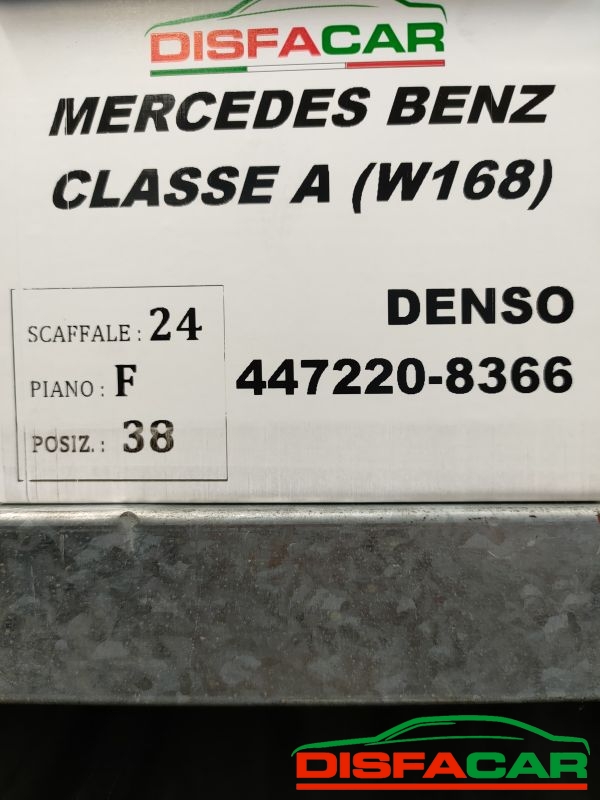 DISFACAR
MERCEDES BENZ
CLASSE A (W168)
DENSO
447220-8366
SCAFFALE : 24
PIANO : F
POSIZ. : 38
DISFACAR